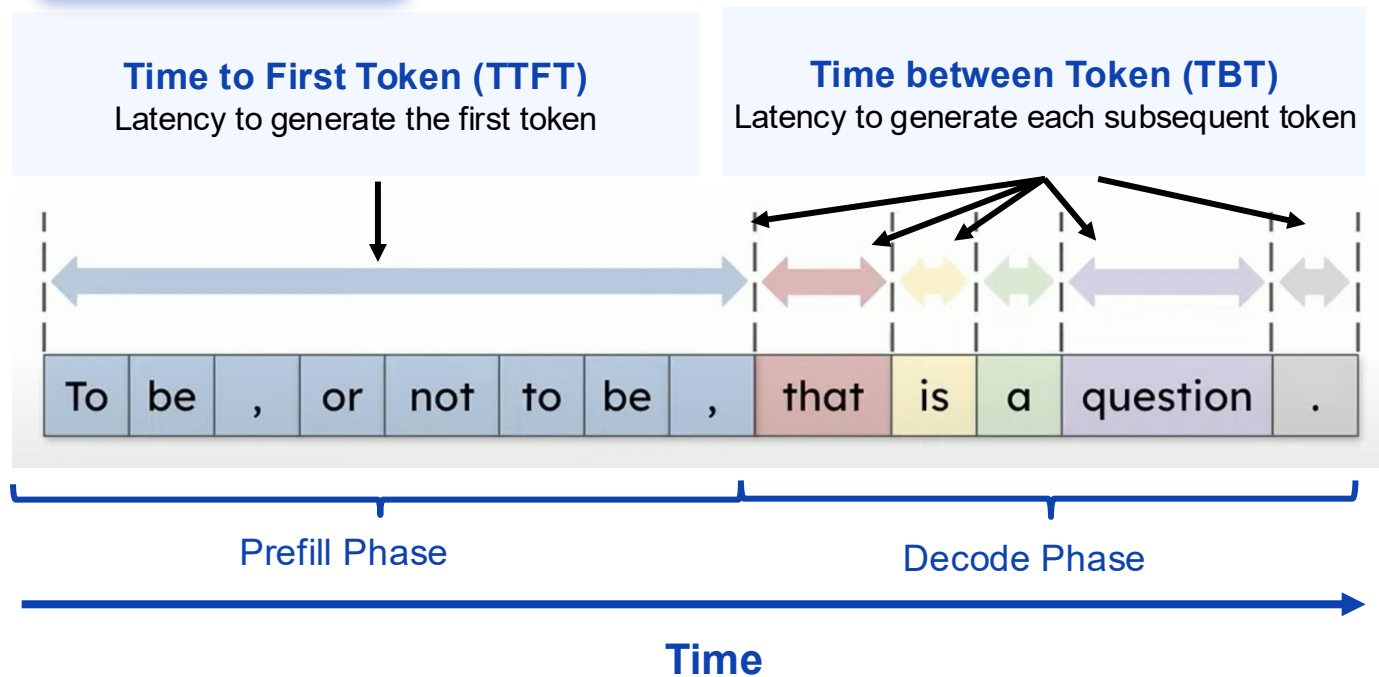 Time to First Token (TTFT)
Latency to generate the first token
Time between Token (TBT)
Latency to generate each subsequent token
To be , or not to be , that is a question .
Prefill Phase
Decode Phase
Time